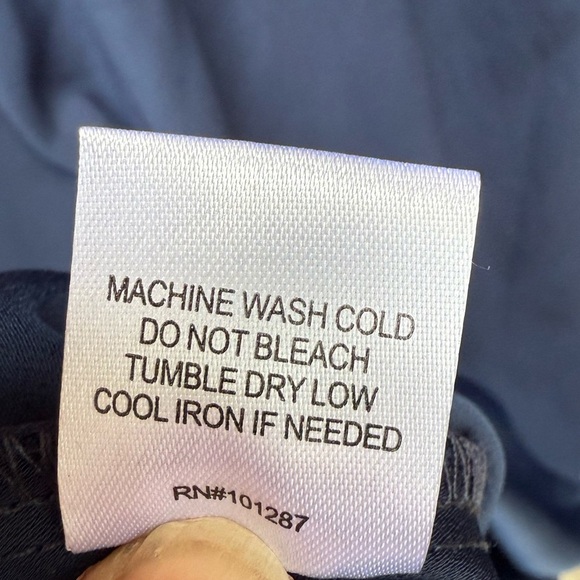 MACHINE WASH COLD
DO NOT BLEACH
TUMBLE DRY LOW
COOL IRON IF NEEDED
RN#101287